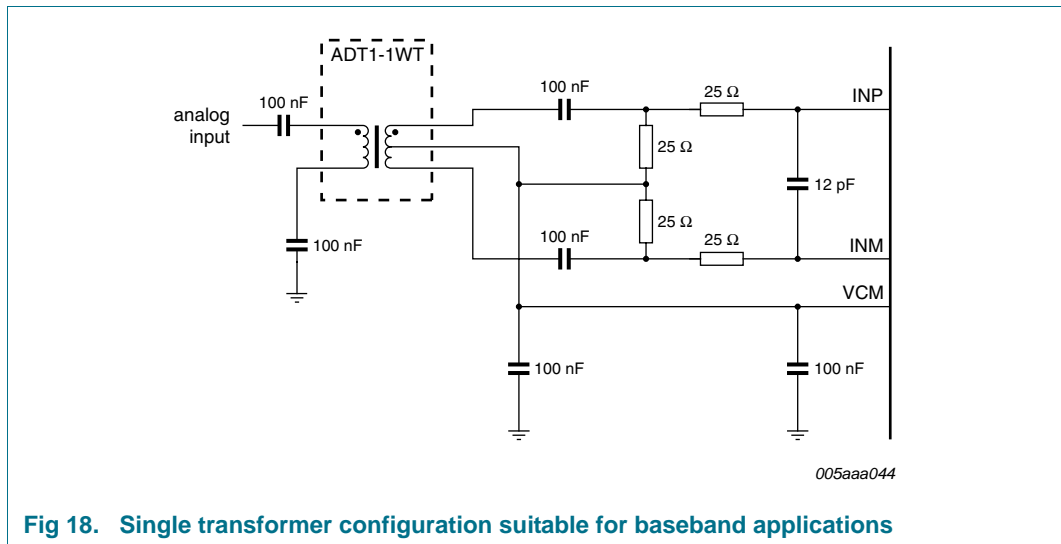 ADT1-1WT
100 nF
analog
input
100 nF
100 nF
25 Ω
INP
25 Ω
12 pF
25 Ω
100 nF
25 Ω
INM
VCM
100 nF
100 nF
005aaa044
Fig 18. Single transformer configuration suitable for baseband applications